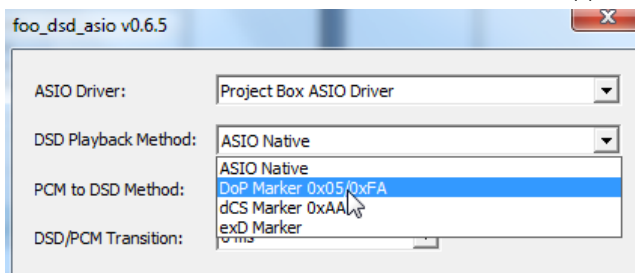 foo_dsd_asio v0.6.5
ASIO Driver:
Project Box ASIO Driver
DSD Playback Method:
ASIO Native
ASIO Native
DoP Marker 0x05/0xFA
PCM to DSD Method:
dCS Marker 0xAA
exD Marker
DSD/PCM Transition: